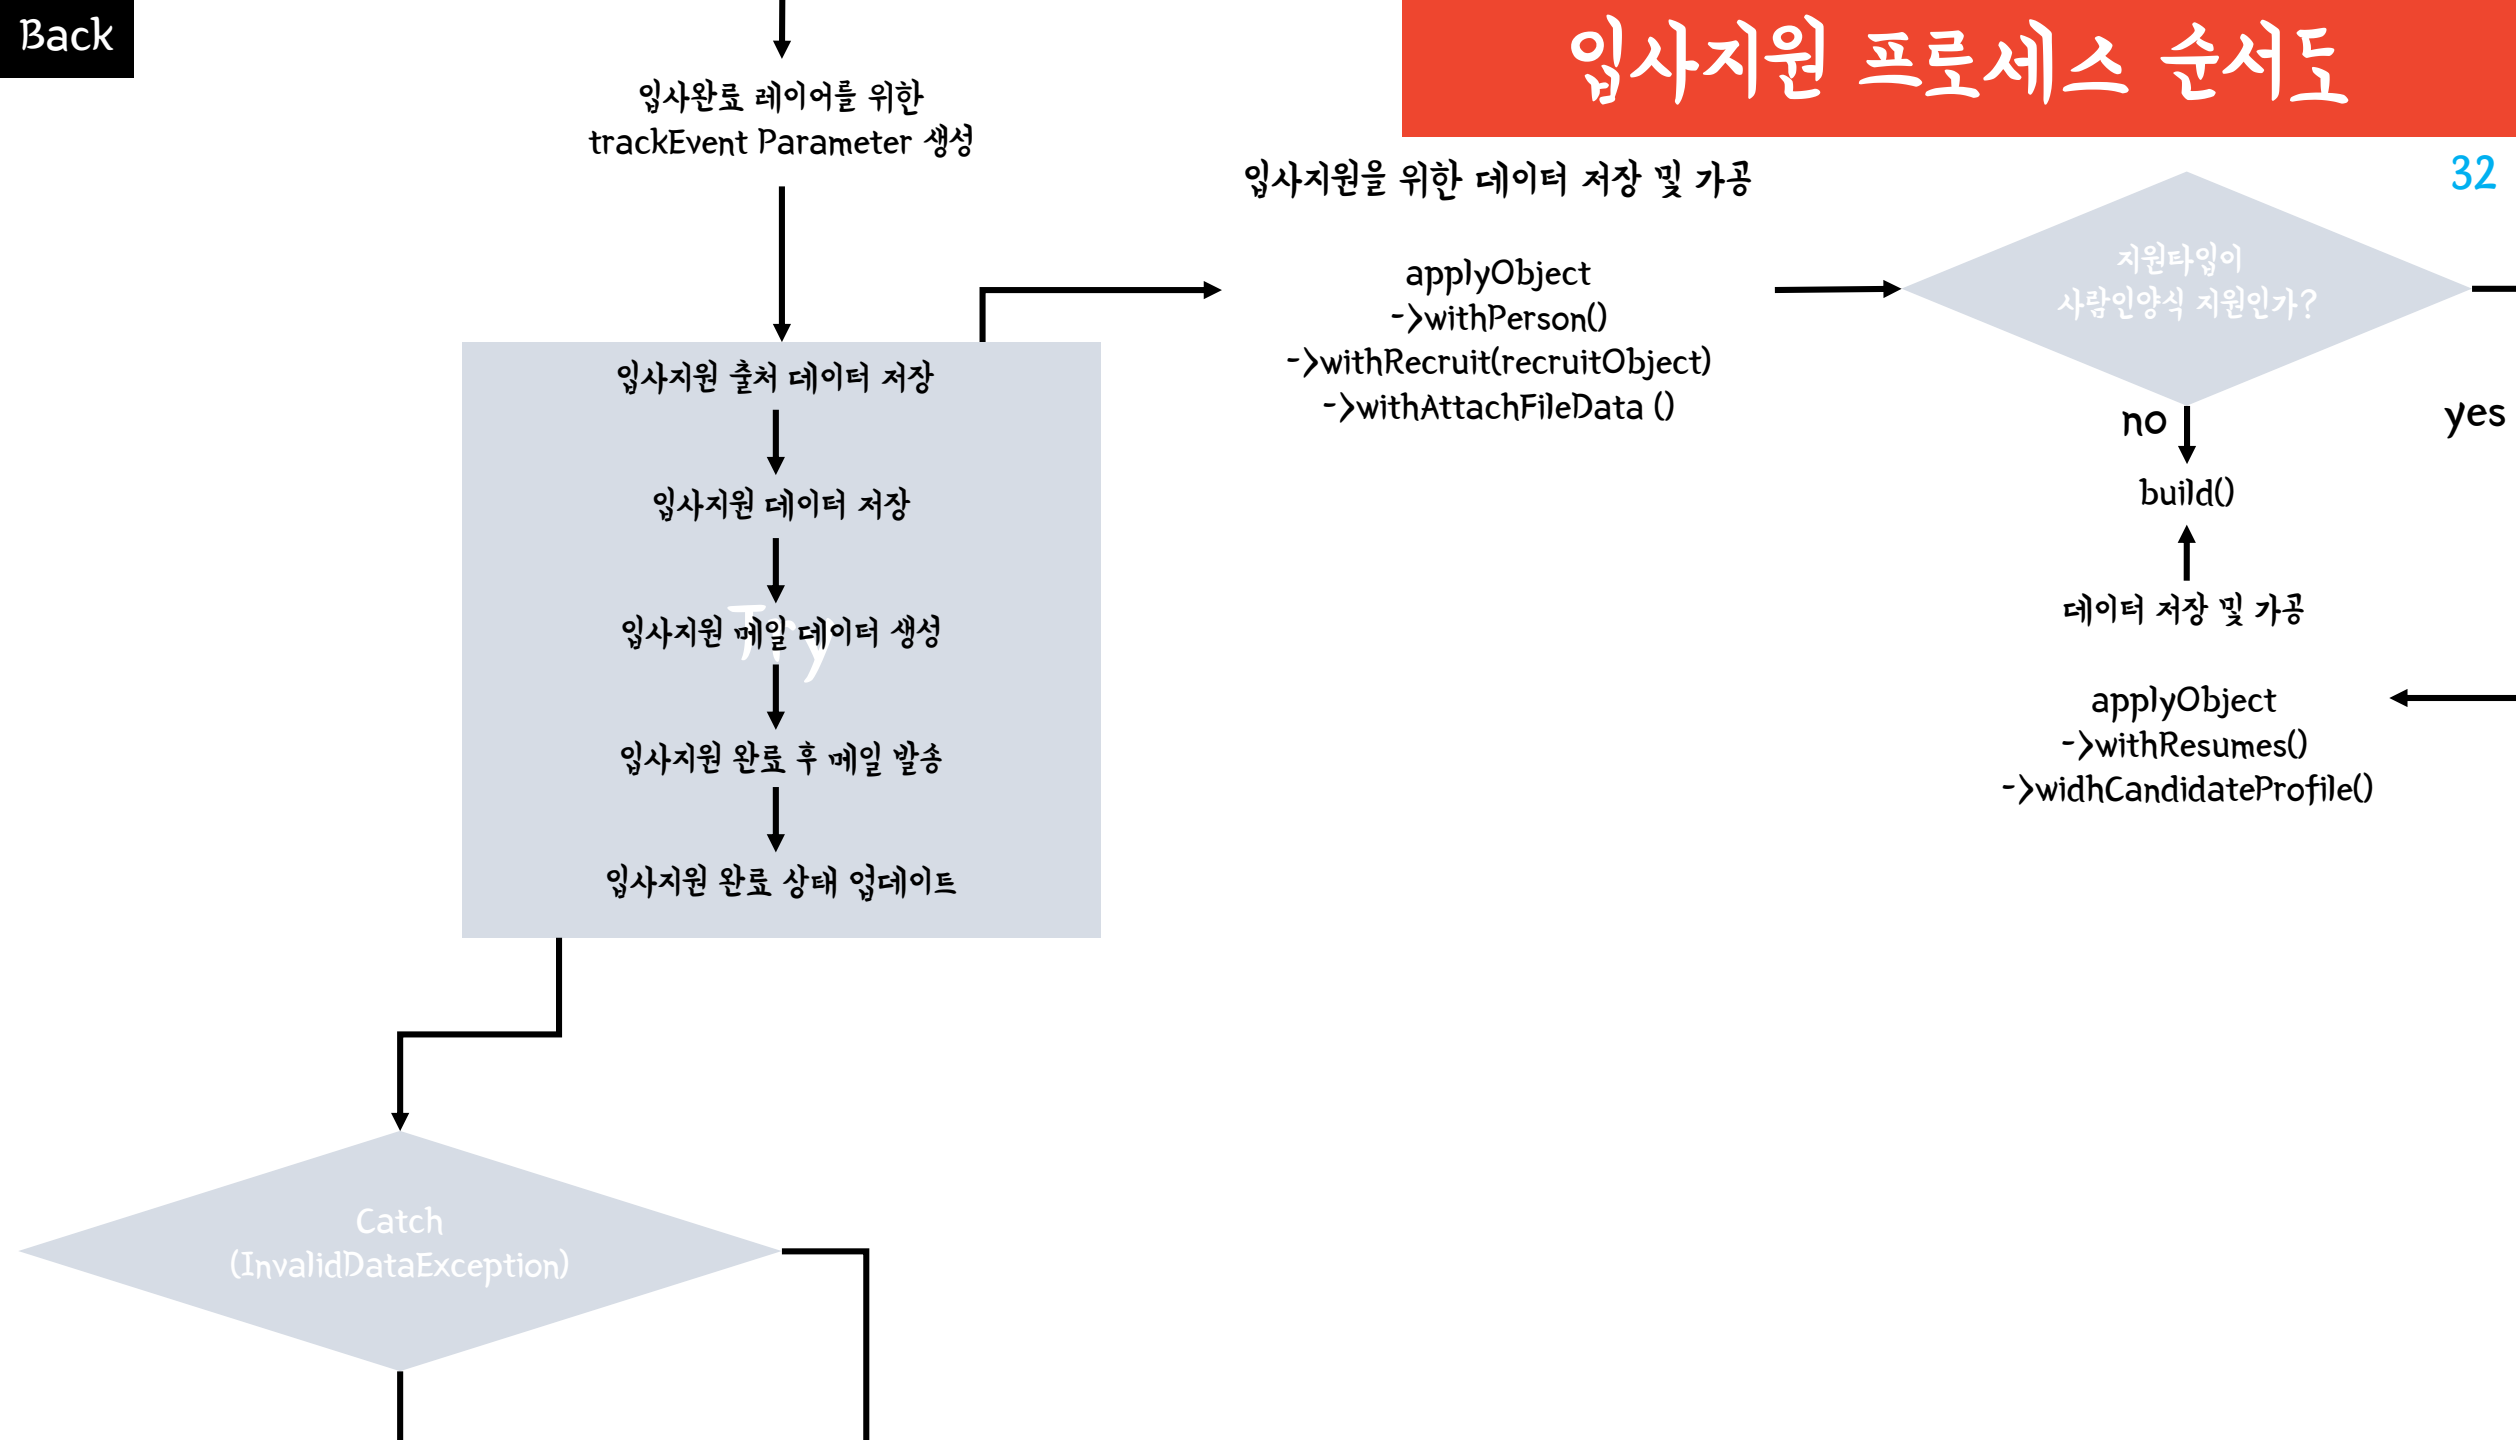 Back
입사지원 프로세스 순서도
32
입사완료 레이어를 위한
trackEvent Parameter 생성
입사지원 출처 데이터 저장
입사지원 데이터 저장
Try
입사지원 메일 데이터 생성
입사지원 완료 후 메일 발송
입사지원 완료 상태 업데이트
입사지원을 위한 데이터 저장 및 가공
applyObject
->withPerson()
->withRecruit(recruitObject)
->withAttachFileData ()
지원타입이
사람인양식 지원인가?
no
yes
build()
데이터 저장 및 가공
applyObject
->withResumes()
->widhCandidateProfile()
Catch
(InvalidDataException)